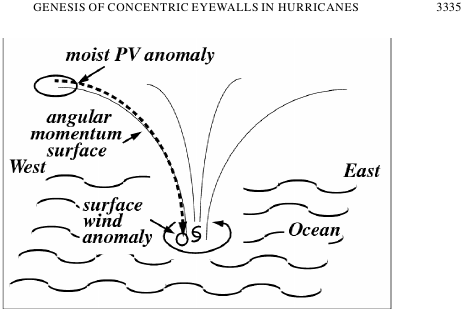 GENESIS OF CONCENTRIC EYEWALLS IN HURRICANES 3335
moist PV anomaly
angular
momentum
surface
West
East
surface
wind
anomaly
Ocean